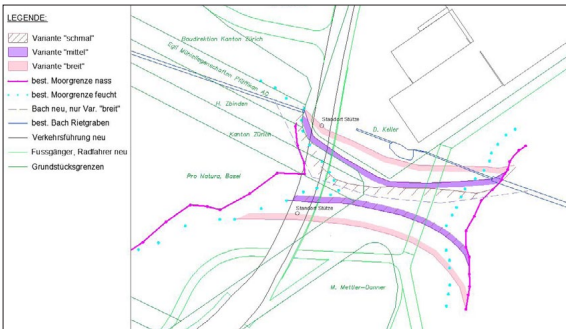 LEGENDE:
Variante "schmal"
Variante "mittel"
Variante "breit"
best. Moorgrenze nass
best. Moorgrenze feucht
Bach neu, nur Var. "breit"
best. Bach Rietgraben
Verkehrsführung neu
Fussgänger, Radfahrer neu
Grundstücksgrenzen
Baudirektion Kanton Zürich
H. Zbinden
Kanton Zürich
Pro Natura, Basel
Standort Stütze
D. Keller
Standort Stütze
M. Mettler-Dunner